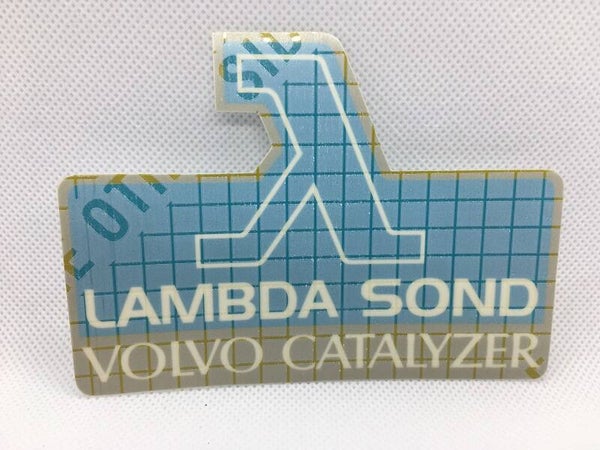 λ
LAMBDA SOND
VOLVO CATALYZER